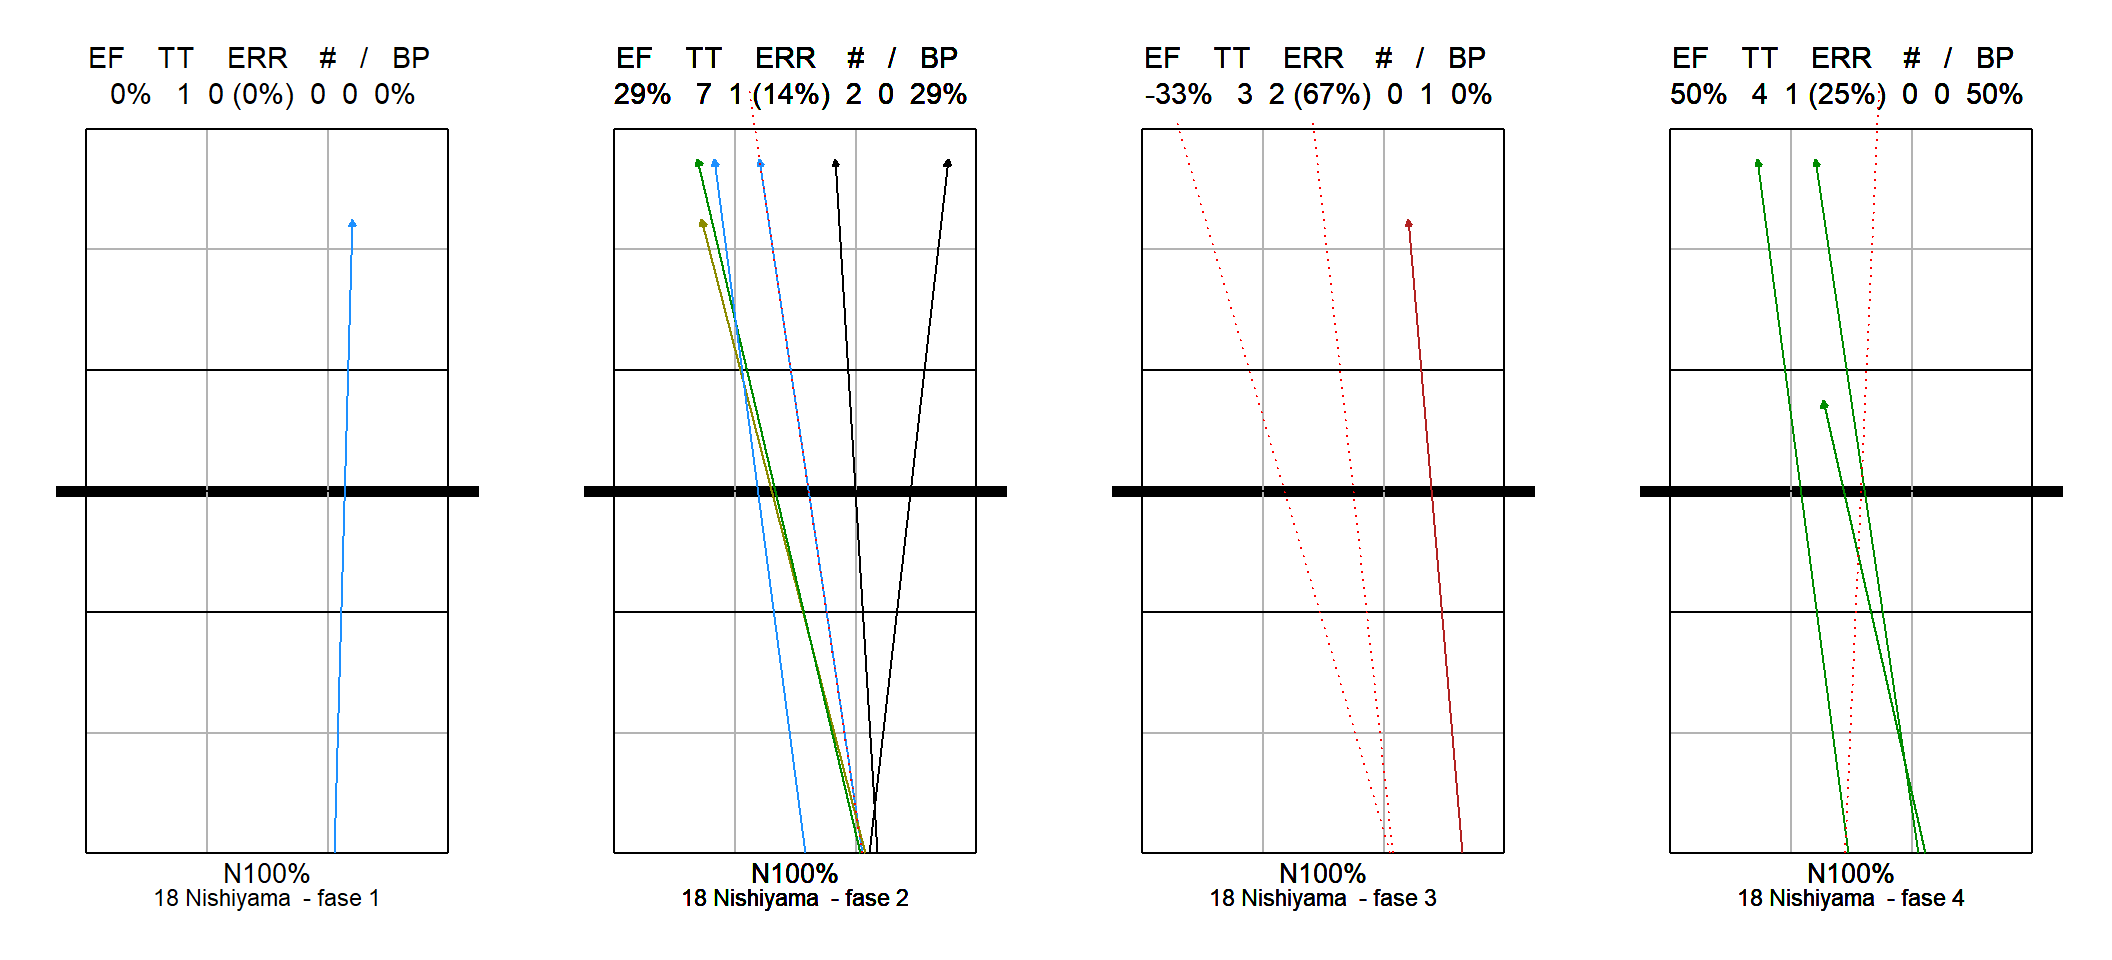 EF TT ERR # / BP
0% 1 0 (0%) 0 0 0%
N100%
18 Nishiyama - fase 1
EF TT ERR # / BP
29% 7 1 (14%) 2 0 29%
N100%
18 Nishiyama - fase 2
EF TT ERR # / BP
-33% 3 2 (67%) 0 1 0%
N100%
18 Nishiyama - fase 3
EF TT ERR # / BP
50% 4 1 (25%) 0 0 50%
N100%
18 Nishiyama - fase 4